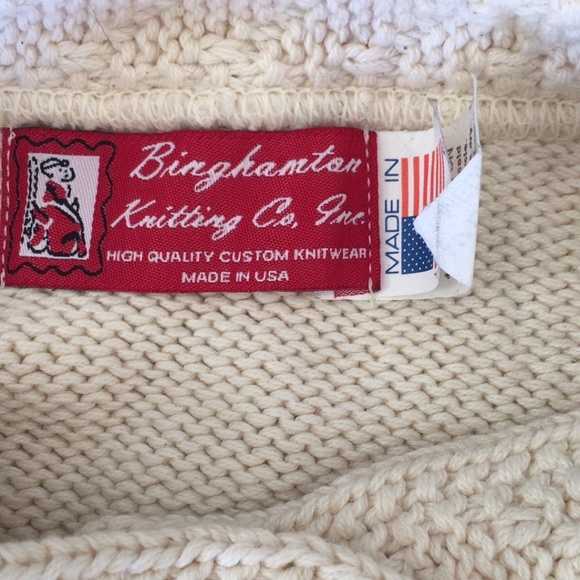 Binghamton
Knitting Co, Inc.
HIGH QUALITY CUSTOM KNITWEAR
MADE IN USA
MADE IN